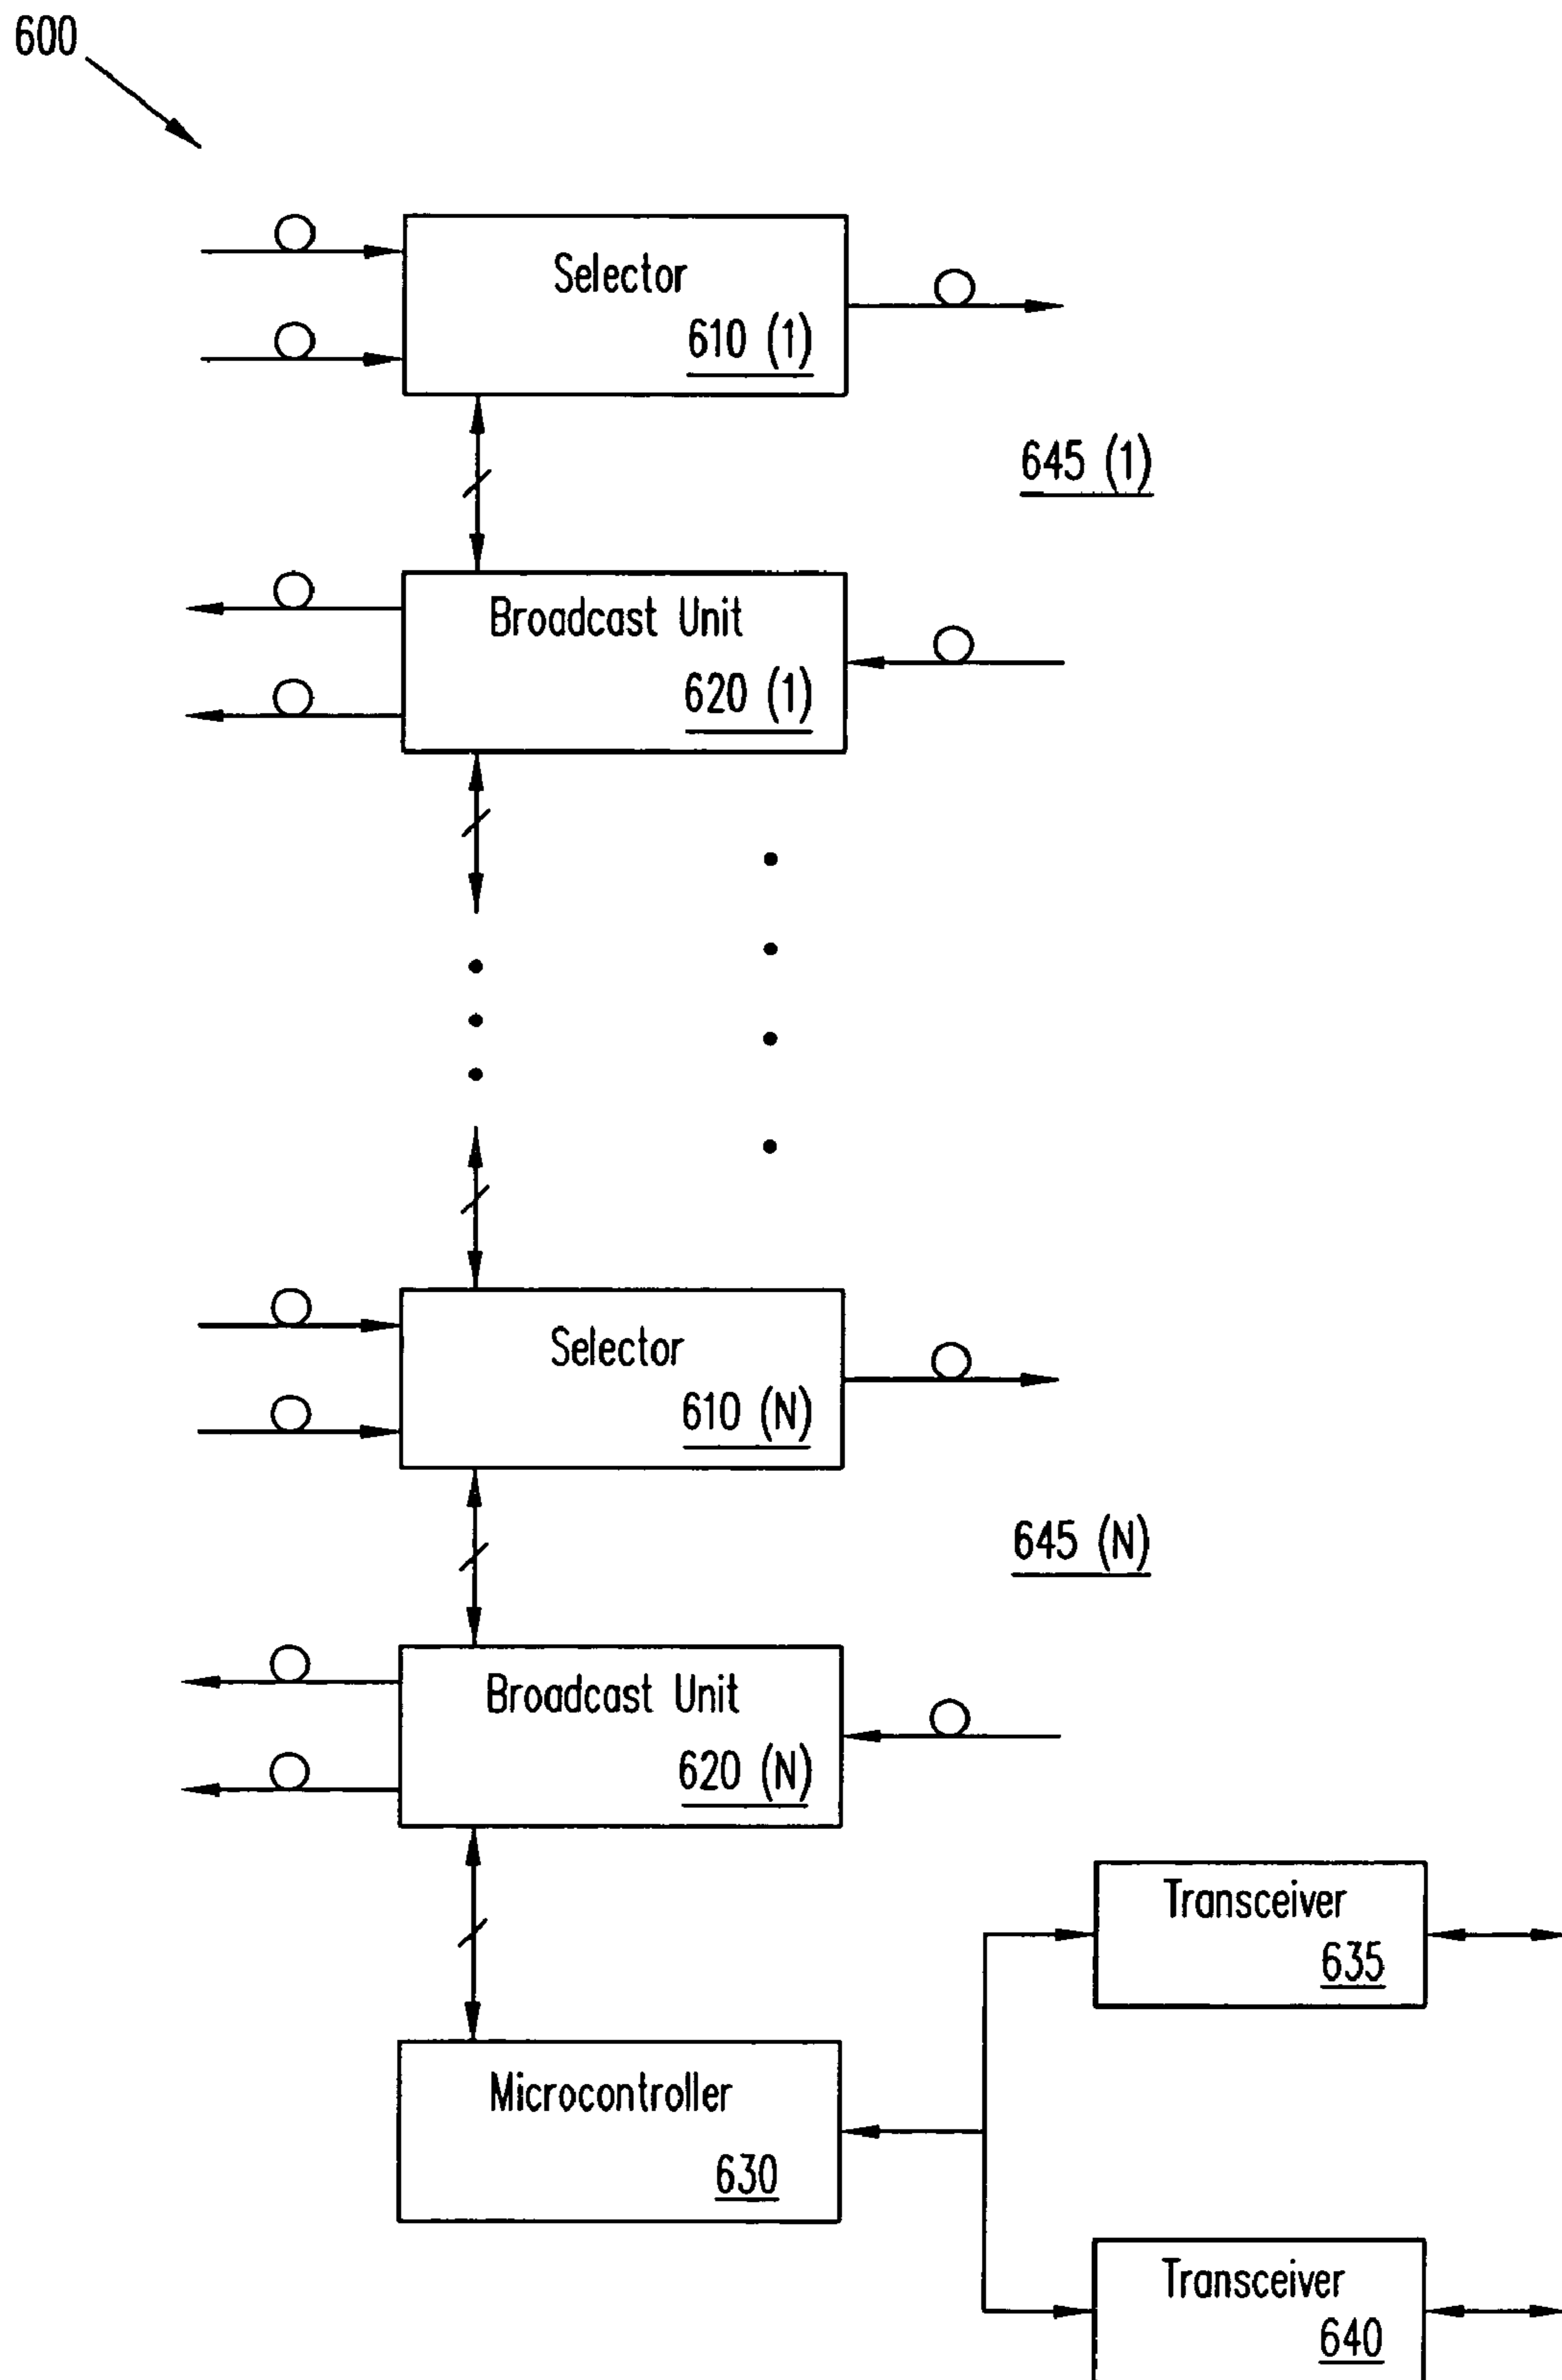 600
Selector
610 (1)
645 (1)
Broadcast Unit
620 (1)
Selector
610 (N)
645 (N)
Broadcast Unit
620 (N)
Transceiver
635
Microcontroller
630
Transceiver
640